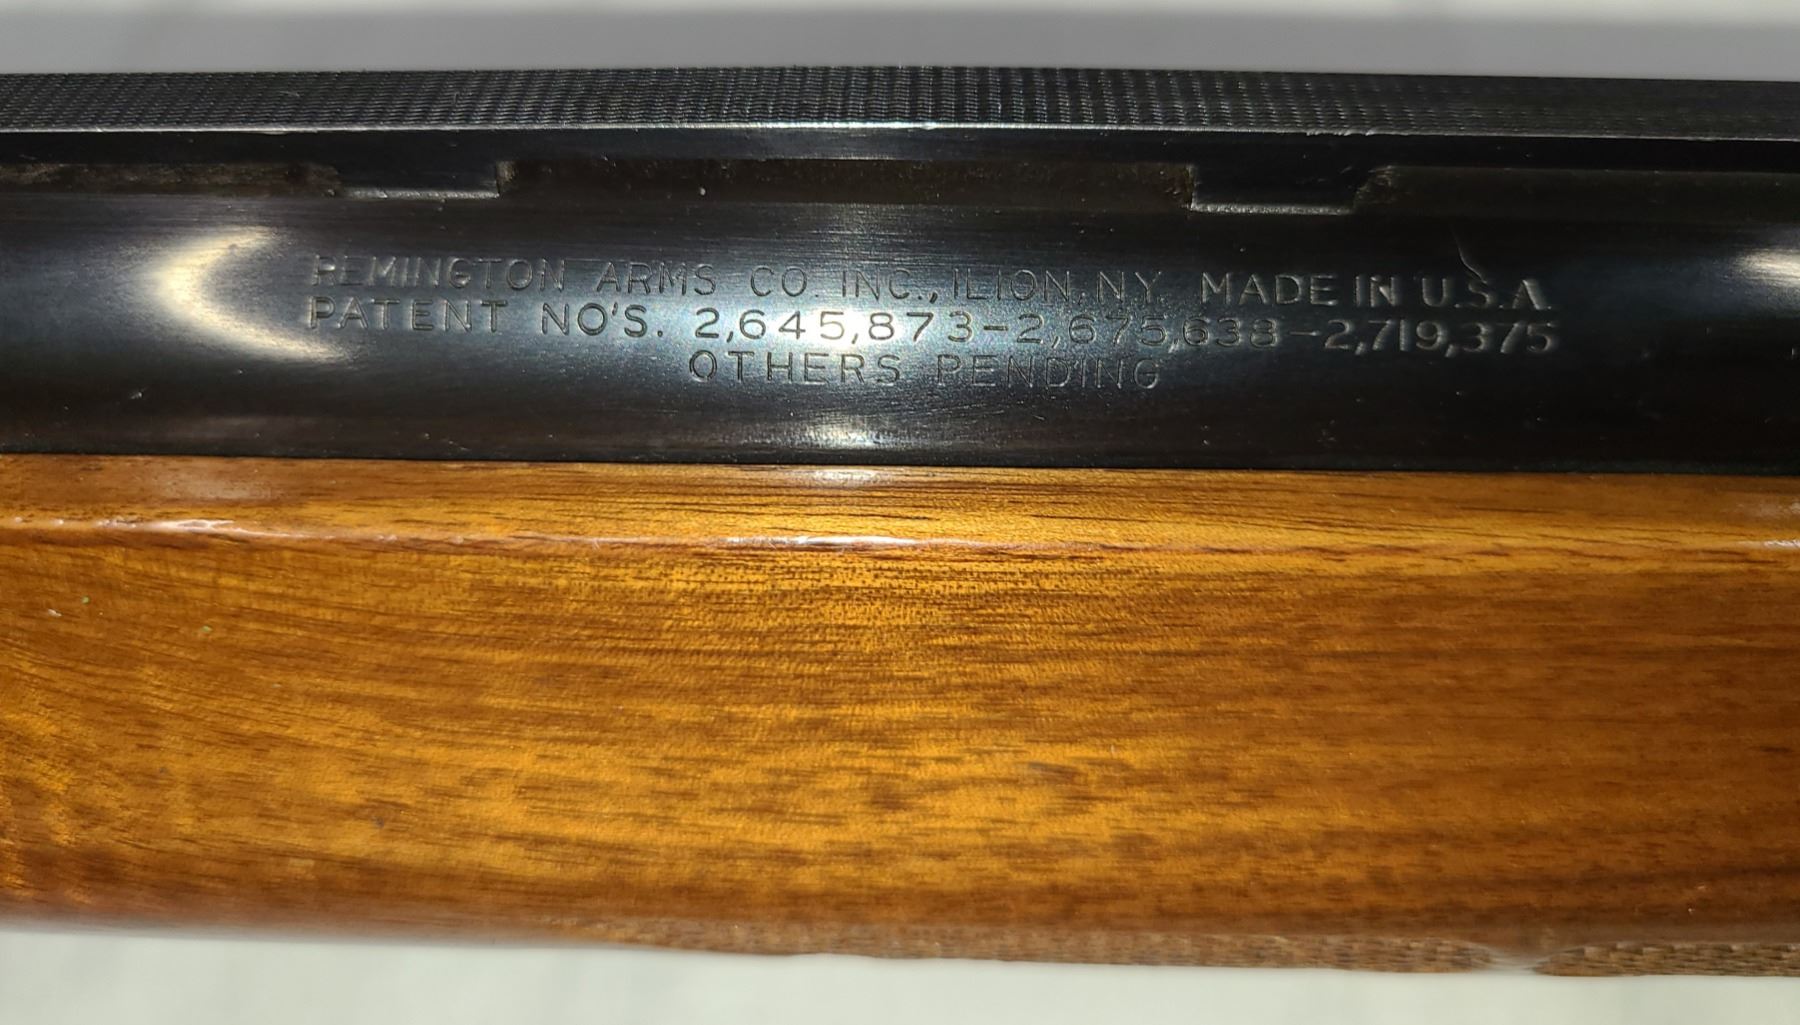 REMINGTON ARMS CO. INC., ILION, N.Y. MADE IN U.S.A.
PATENT NO'S. 2,645,873-2,675,638-2,719,375
OTHERS PENDING